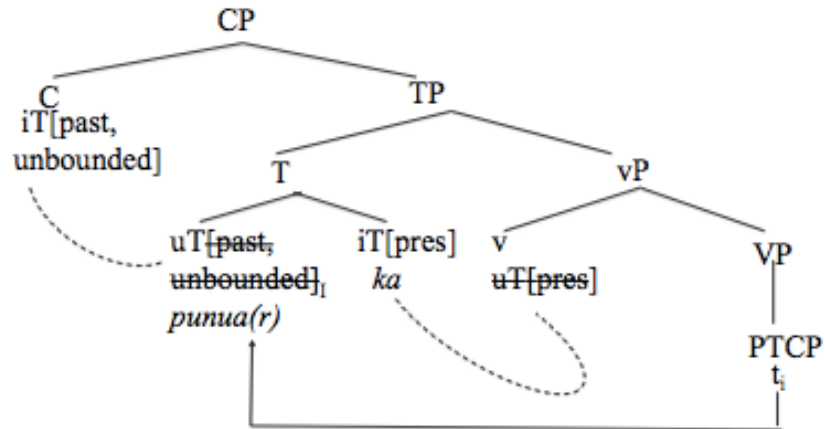 CP
C
TP
iT[past,
unbounded]
T
vP
uT[past,
iT[pres]
v
VP
unbounded]I
ka
uT[pres]
punua(r)
PTCP
ti